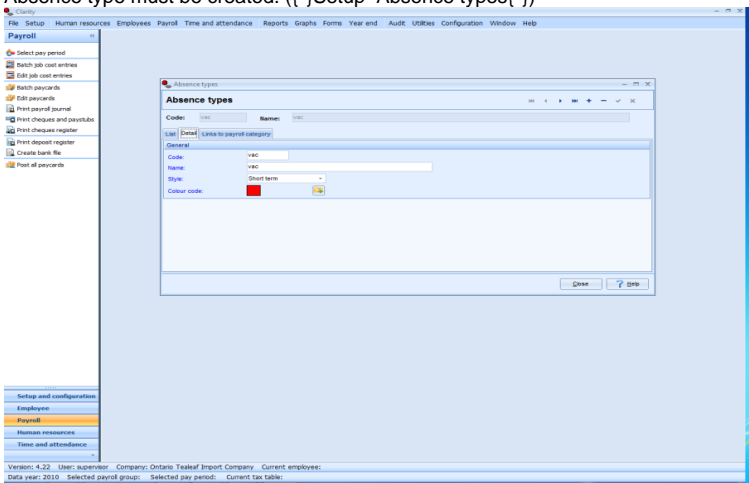 Absence type must be created. ({ }Setup Absence types{ })
Clarity
File Setup Human resources Employees Payroll Time and attendance Reports Graphs Forms Year end Audit Utilities Configuration Window Help
Payroll
Select pay period
Batch job cost entries
Edit job cost entries
Batch paycards
Edit paycards
Print payroll journal
Print cheques and paystubs
Print cheques register
Print deposit register
Create bank file
Post all paycards
Absence types
Absence types
Code: vac Name: vac
List Detail Links to payroll category
General
Code: vac
Name: vac
Style: Short term
Colour code:
Close Help
Setup and configuration
Employee
Payroll
Human resources
Time and attendance
Version: 4.22 User: supervisor Company: Ontario Tealeaf Import Company Current employee:
Data year: 2010 Selected payroll group: Selected pay period: Current tax table: